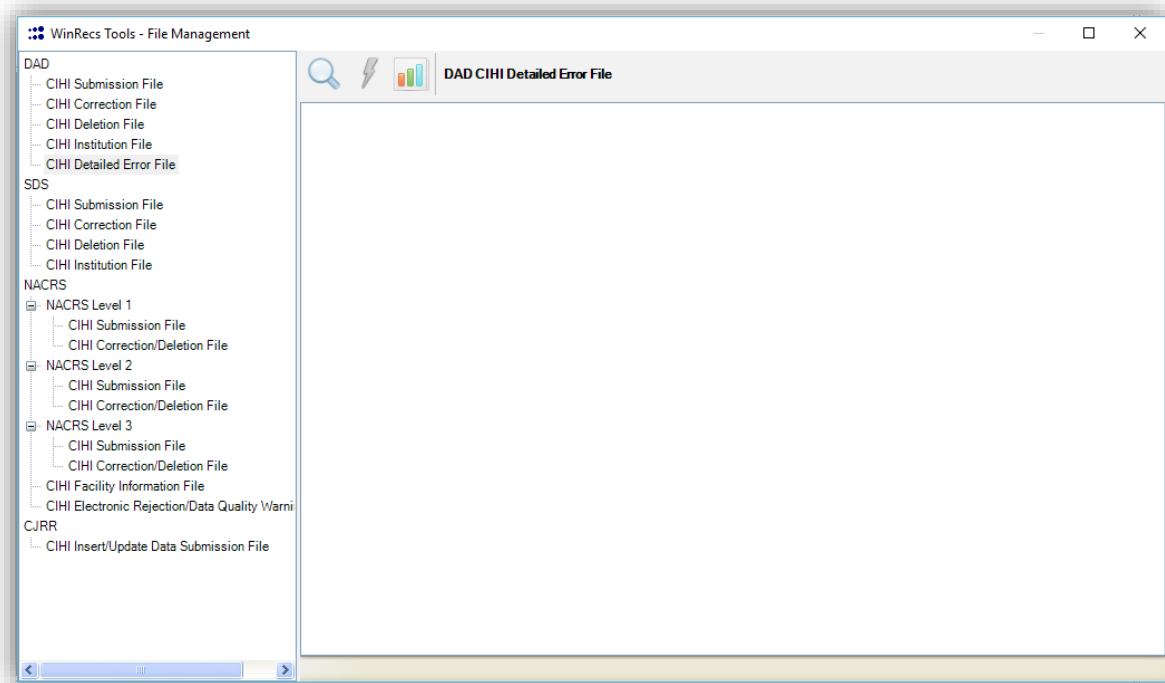 WinRecs Tools - File Management
DAD
CIHI Submission File
CIHI Correction File
CIHI Deletion File
CIHI Institution File
CIHI Detailed Error File
SDS
CIHI Submission File
CIHI Correction File
CIHI Deletion File
CIHI Institution File
NACRS
NACRS Level 1
CIHI Submission File
CIHI Correction/Deletion File
NACRS Level 2
CIHI Submission File
CIHI Correction/Deletion File
NACRS Level 3
CIHI Submission File
CIHI Correction/Deletion File
CIHI Facility Information File
CIHI Electronic Rejection/Data Quality Warni
CJRR
CIHI Insert/Update Data Submission File
DAD CIHI Detailed Error File